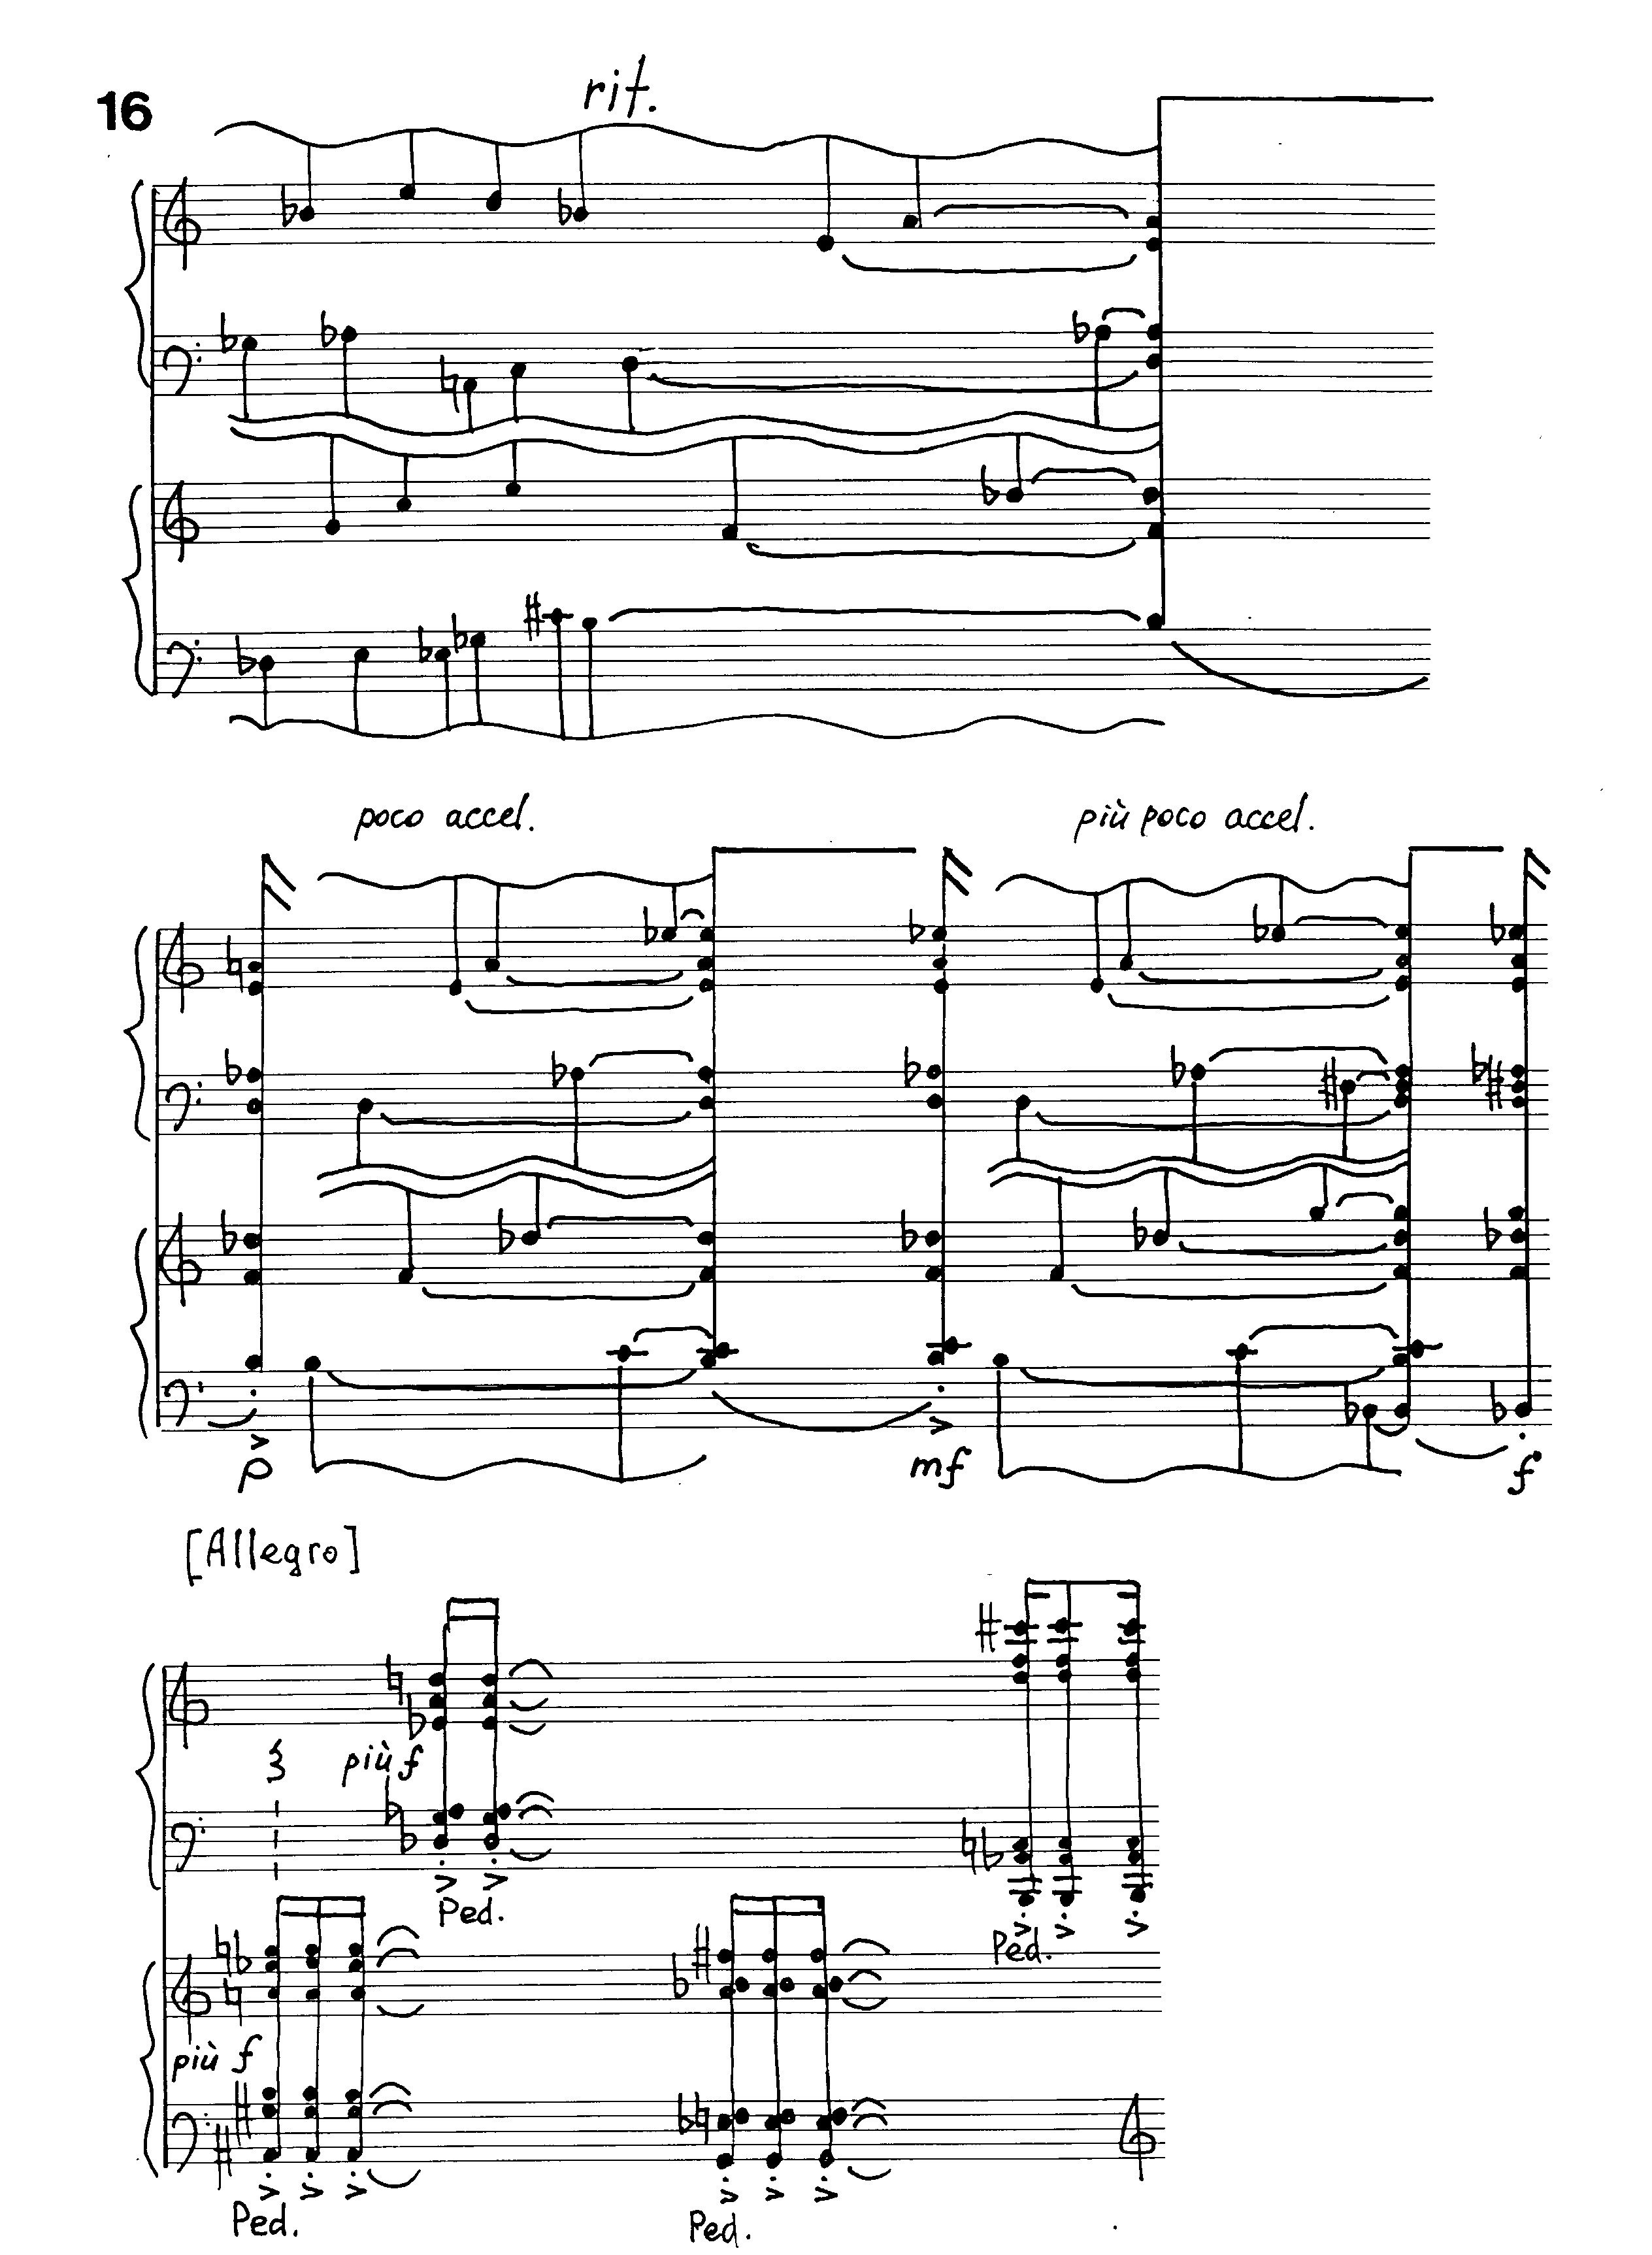 16
rit.
poco accel.
più poco accel.
p
mf
f
[Allegro]
più f
Ped.
Ped.
più f
Ped.
Ped.